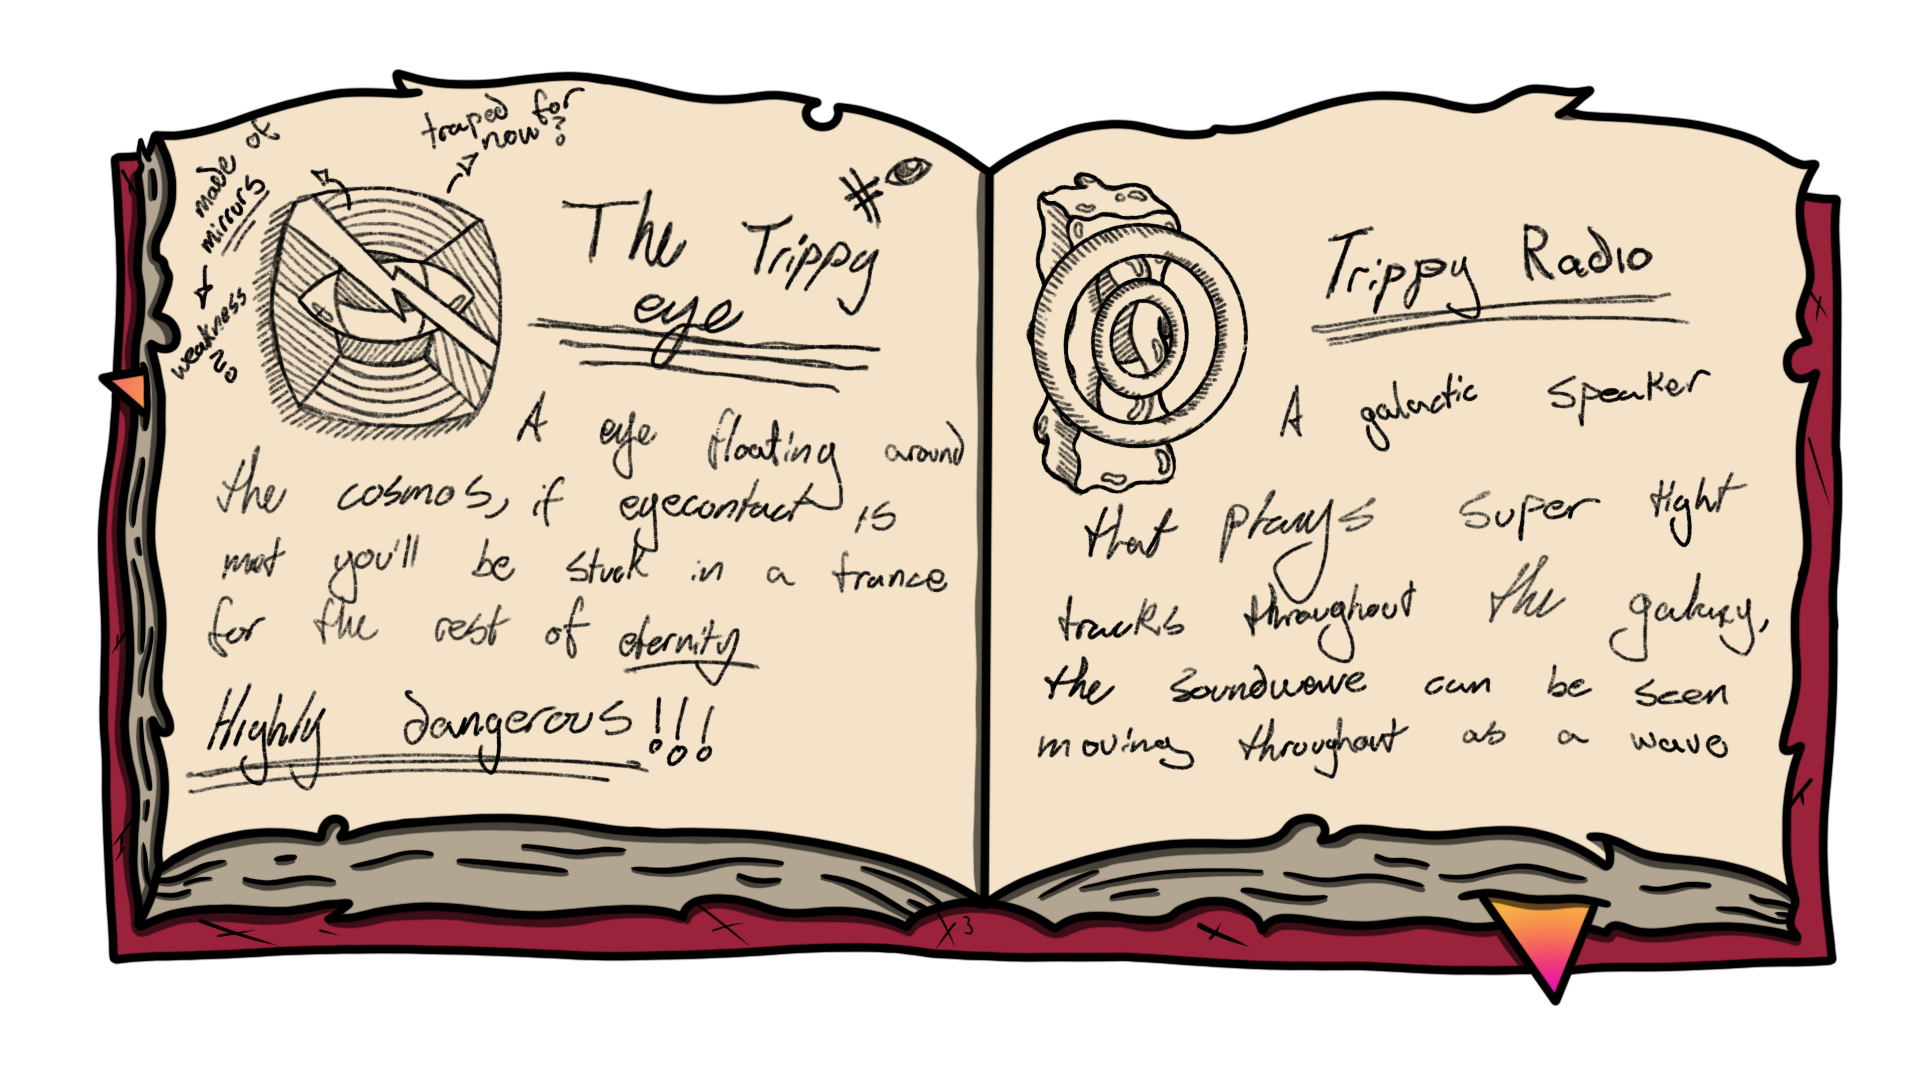 made of
mirrors
weakness
??
traped for
now?
#
The Trippy
eye
A eye floating around
the cosmos, if eyecontact is
met you'll be stuck in a trance
for the rest of eternity
Highly dangerous!!!
Trippy Radio
A galactic speaker
that plays super tight
tracks throughout the galaxy,
the soundwave can be seen
moving throughout as a wave
3